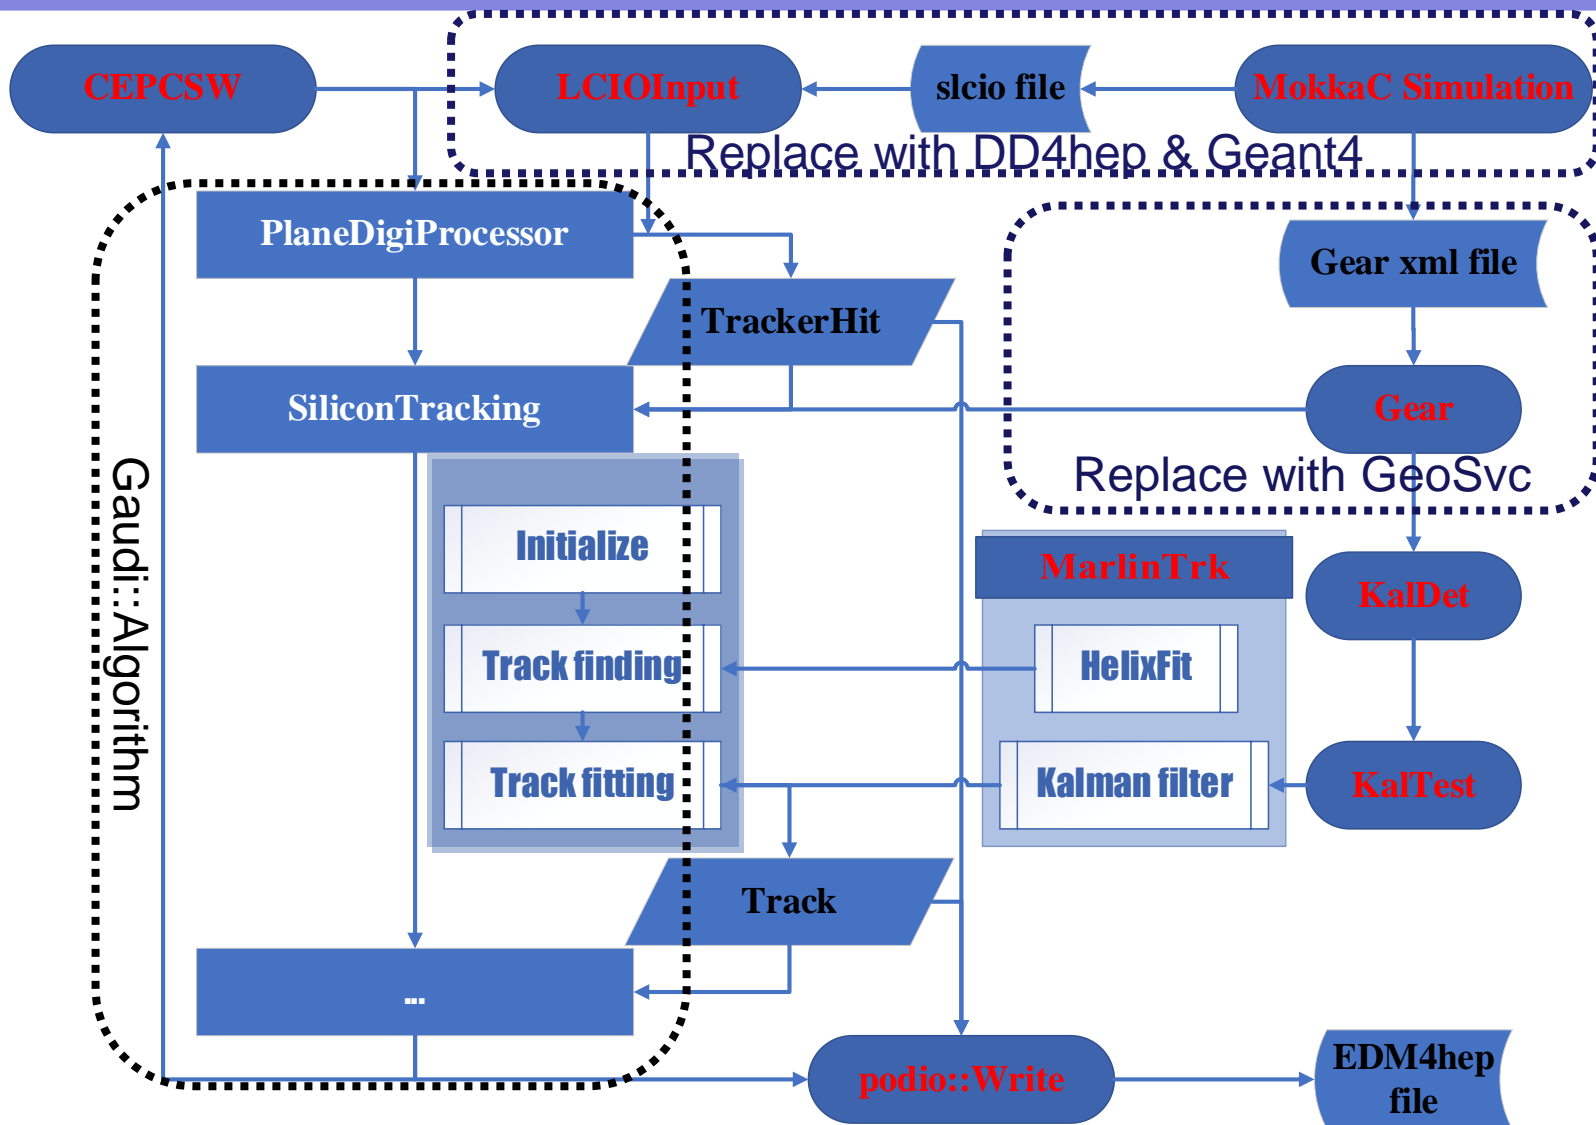 CEPCSW
LCIOInput
slcio file
MokkaC Simulation
Replace with DD4hep & Geant4
PlaneDigiProcessor
Gear xml file
TrackerHit
SiliconTracking
Gear
Replace with GeoSvc
Gaudi::Algorithm
Initialize
MarlinTrk
KalDet
Track finding
HelixFit
Track fitting
Kalman filter
KalTest
Track
...
podio::Write
EDM4hep
file